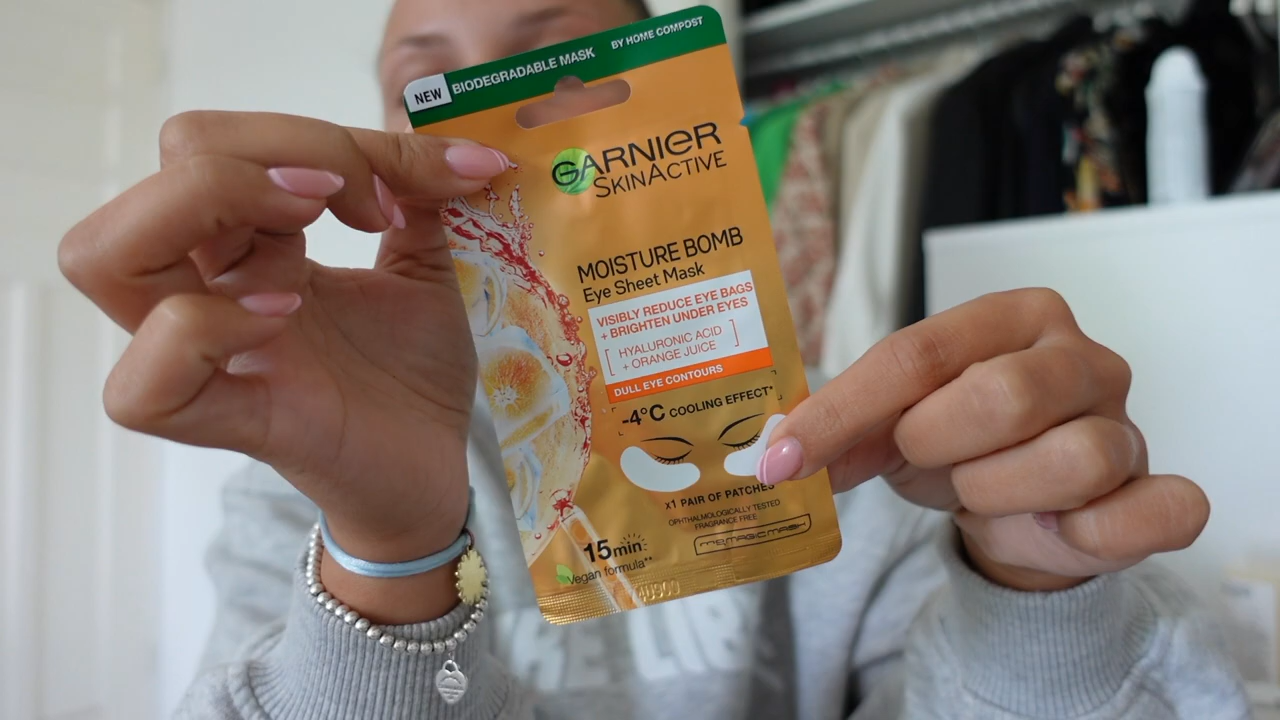 NEW
BIODEGRADABLE MASK BY HOME COMPOST
GARNIER
SKINACTIVE
MOISTURE BOMB
Eye Sheet Mask
VISIBLY REDUCE EYE BAGS
+ BRIGHTEN UNDER EYES
[ HYALURONIC ACID
+ ORANGE JUICE ]
DULL EYE CONTOURS
-4°C COOLING EFFECT*
x1 PAIR OF PATCHES
OPHTHALMOLOGICALLY TESTED
FRAGRANCE FREE
15min
Vegan formula**